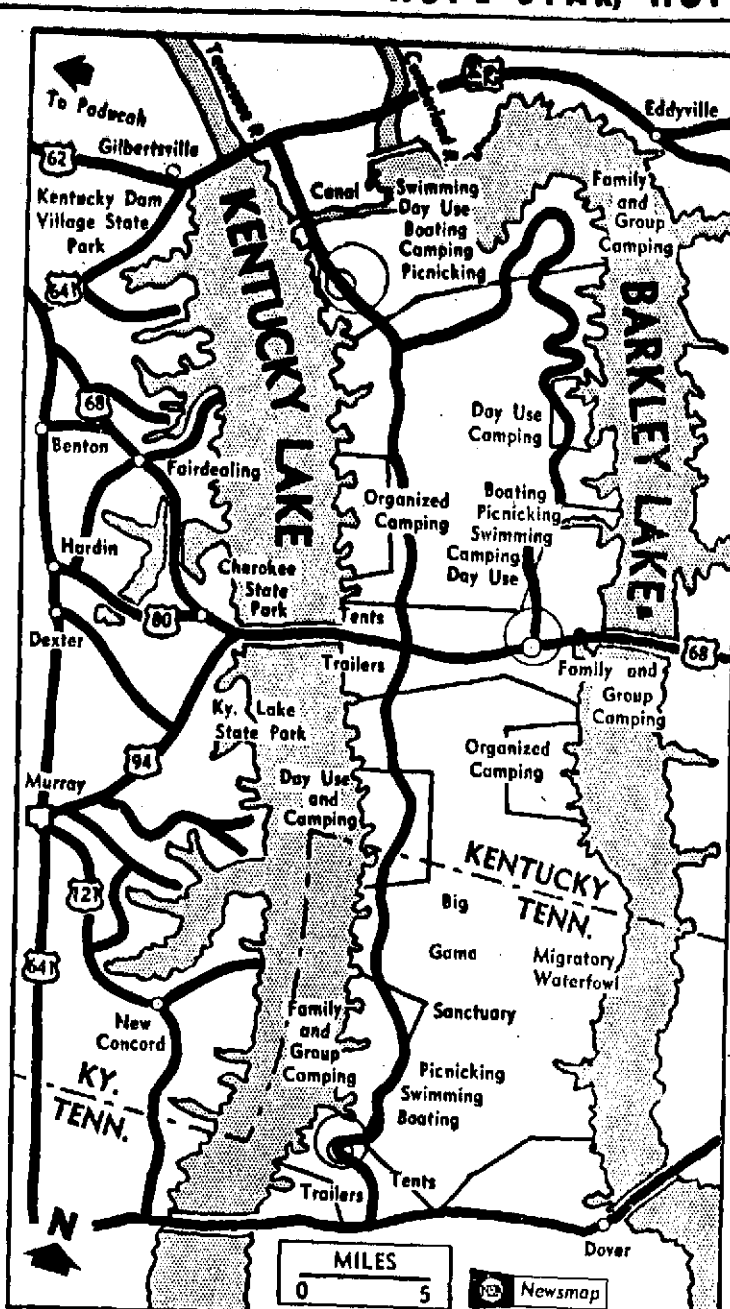 To Paducah
Tennessee R.
Cumberland R.
62
Eddyville
62
Gilbertsville
Kentucky Dam
Village State
Park
641
Canal
Swimming
Day Use
Boating
Camping
Picnicking
Family
and
Group
Camping
KENTUCKY LAKE
BARKLEY LAKE
68
Benton
Fairdealing
Day Use
Camping
Organized
Camping
Boating
Picnicking
Swimming
Camping
Day Use
Hardin
Cherokee
State
Park
80
Dexter
Tents
Trailers
68
Family and
Group
Camping
Ky. Lake
State Park
94
Organized
Camping
Murray
Day Use
and
Camping
KENTUCKY
TENN.
121
Big
Game
Sanctuary
Migratory
Waterfowl
641
New
Concord
Family
and
Group
Camping
Picnicking
Swimming
Boating
KY.
TENN.
Trailers
Tents
N
Dover
MILES
0 5
NEA Newsmap